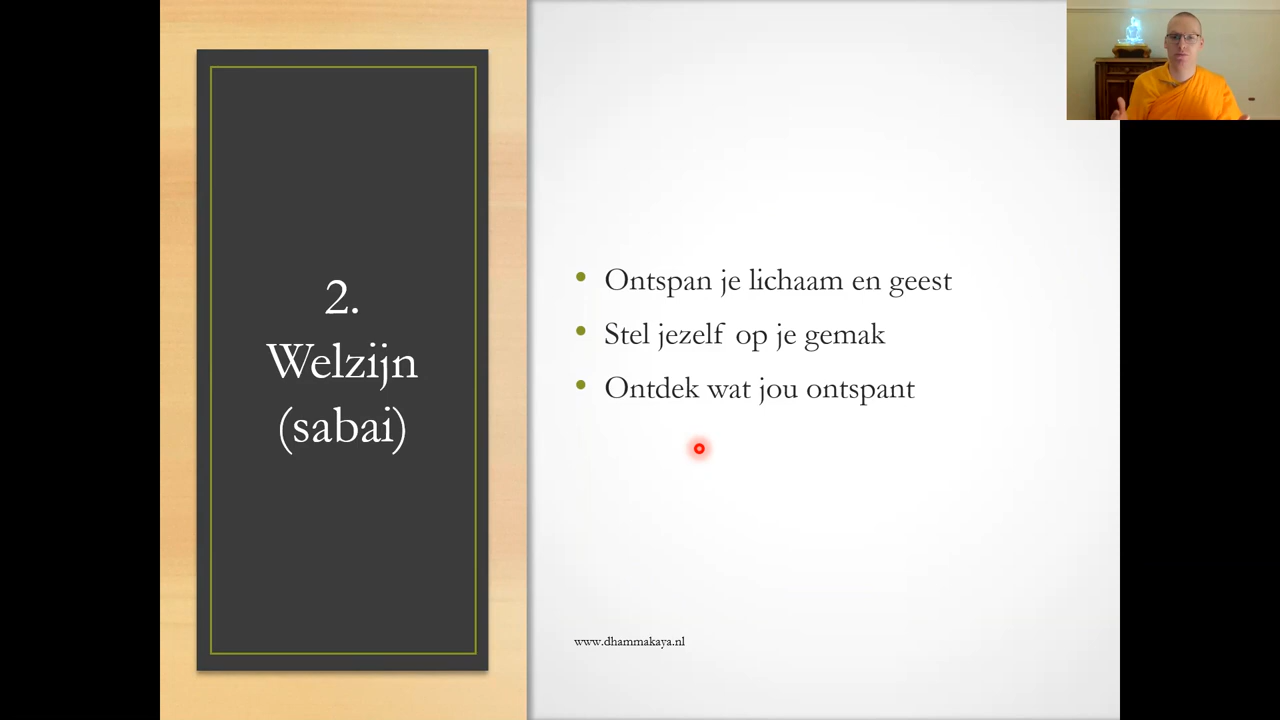 2.
Welzijn
(sabai)
Ontspan je lichaam en geest
Stel jezelf op je gemak
Ontdek wat jou ontspant
www.dhammakaya.nl